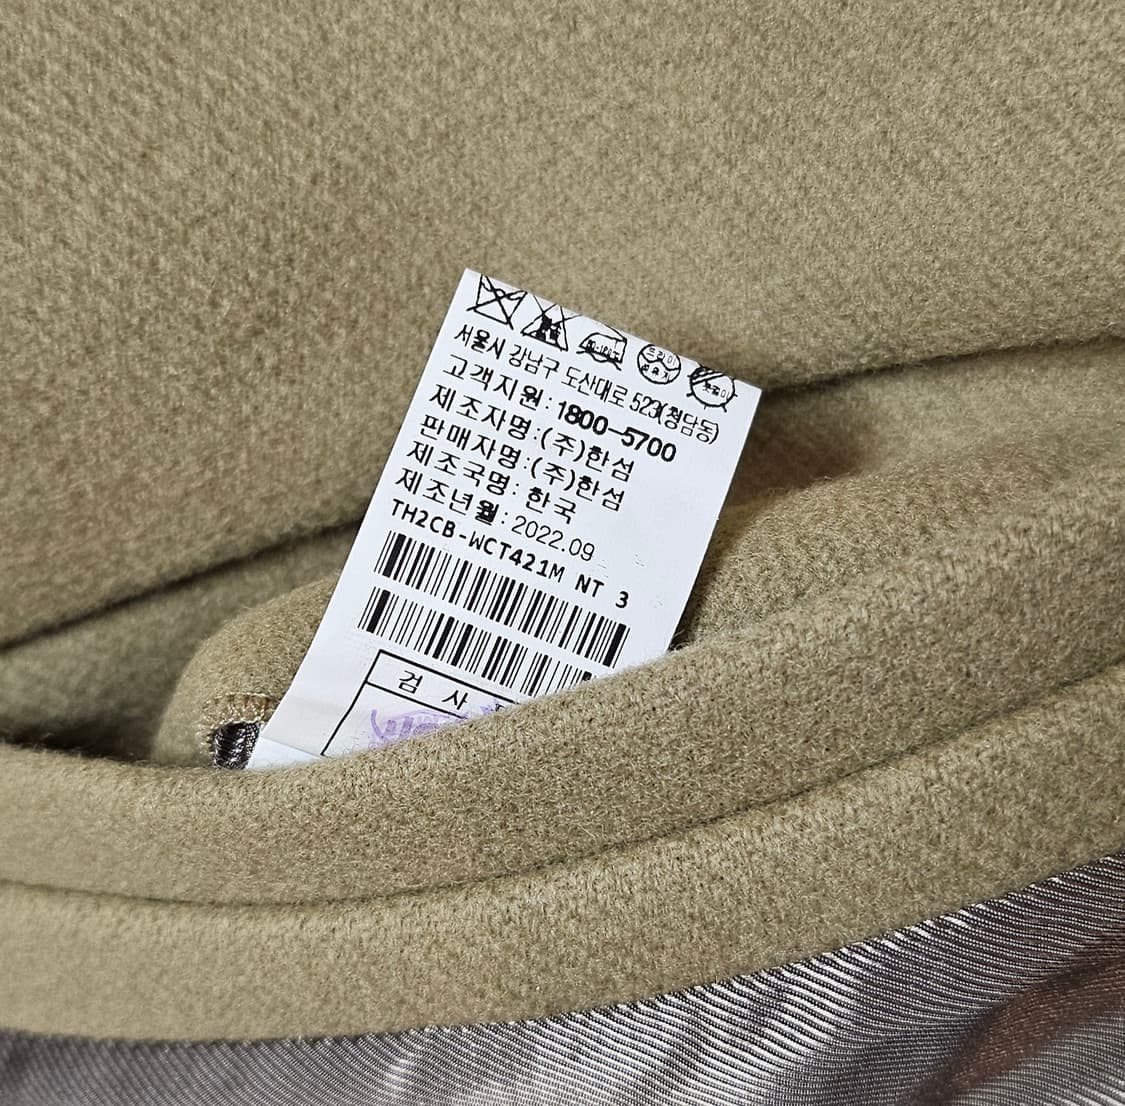 서울시 강남구 도산대로 523(청담동)
고객지원:1800-5700
제조자명:(주)한섬
판매자명:(주)한섬
제조국명:한국
제조년월:2022.09
TH2CB-WCT421M NT 3
검 사